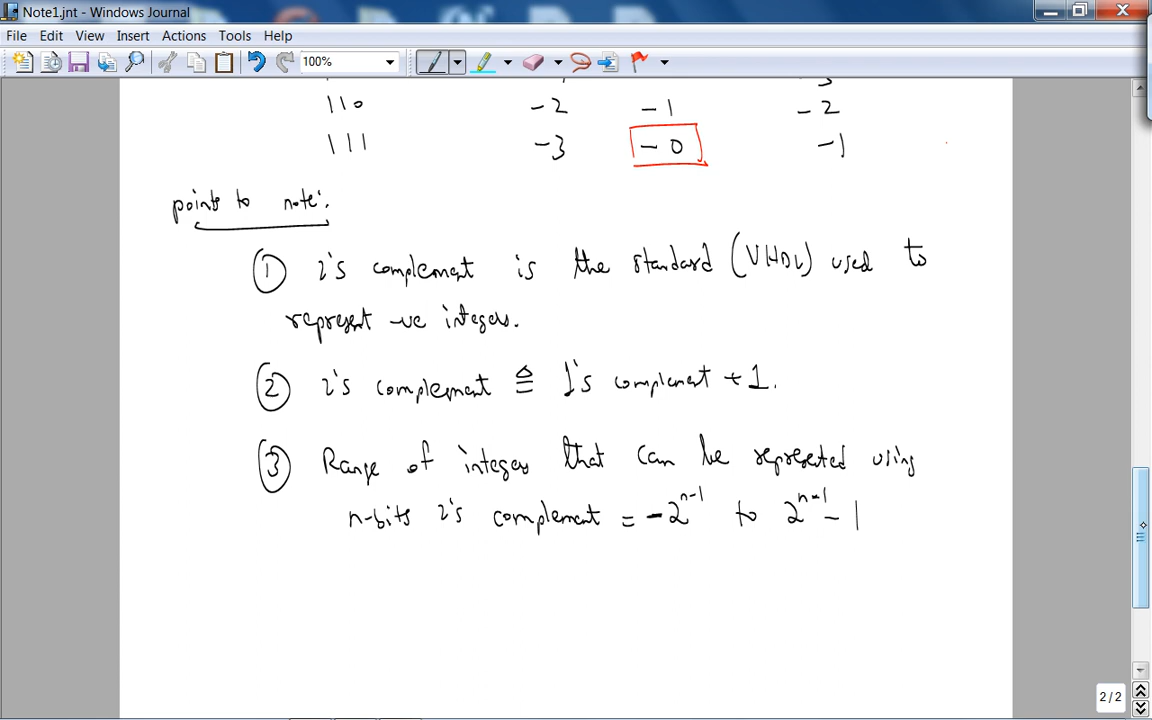 Note1.jnt - Windows Journal
File Edit View Insert Actions Tools Help
100%
110 -2 -1 -2
111 -3 -0 -1
points to note:
① 2's complement is the standard (VHDL) used to
represent -ve integers.
② 2's complement ≙ 1's complement + 1.
③ Range of integers that can be represented using
n-bits 2's complement = -2^{n-1} to 2^{n-1} - 1
2/2